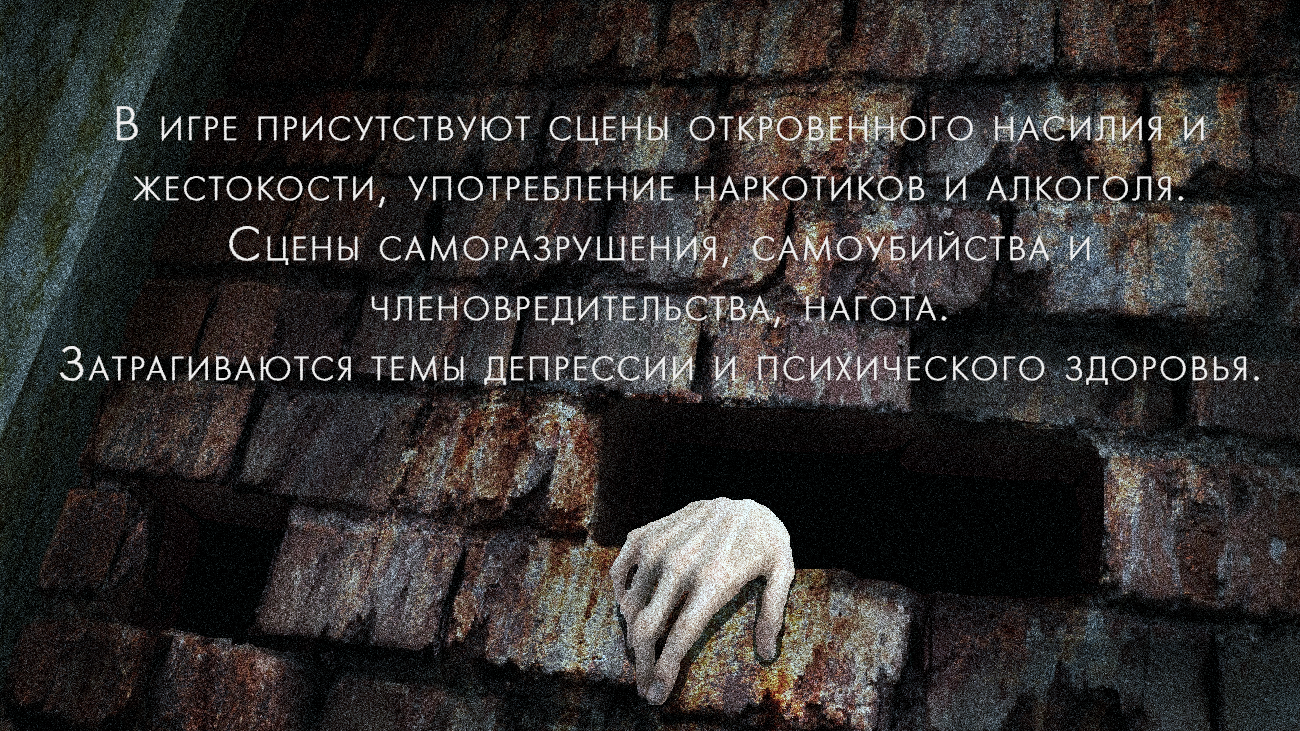 В игре присутствуют сцены откровенного насилия и
жестокости, употребление наркотиков и алкоголя.
Сцены саморазрушения, самоубийства и
членовредительства, нагота.
Затрагиваются темы депрессии и психического здоровья.